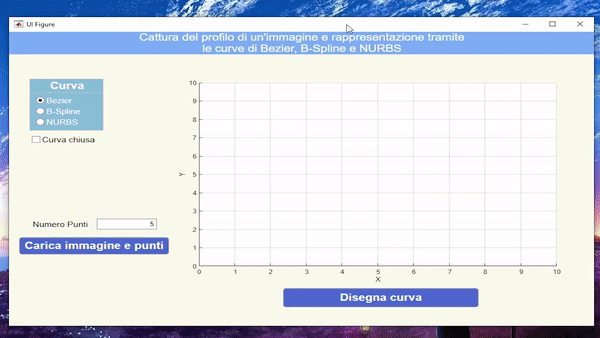 UI Figure
Cattura del profilo di un'immagine e rappresentazione tramite
le curve di Bezier, B-Spline e NURBS
Curva
Bezier
B-Spline
NURBS
Curva chiusa
Numero Punti 5
Carica immagine e punti
10
9
8
7
6
5
4
3
2
1
0
Y
0 1 2 3 4 5 6 7 8 9 10
X
Disegna curva